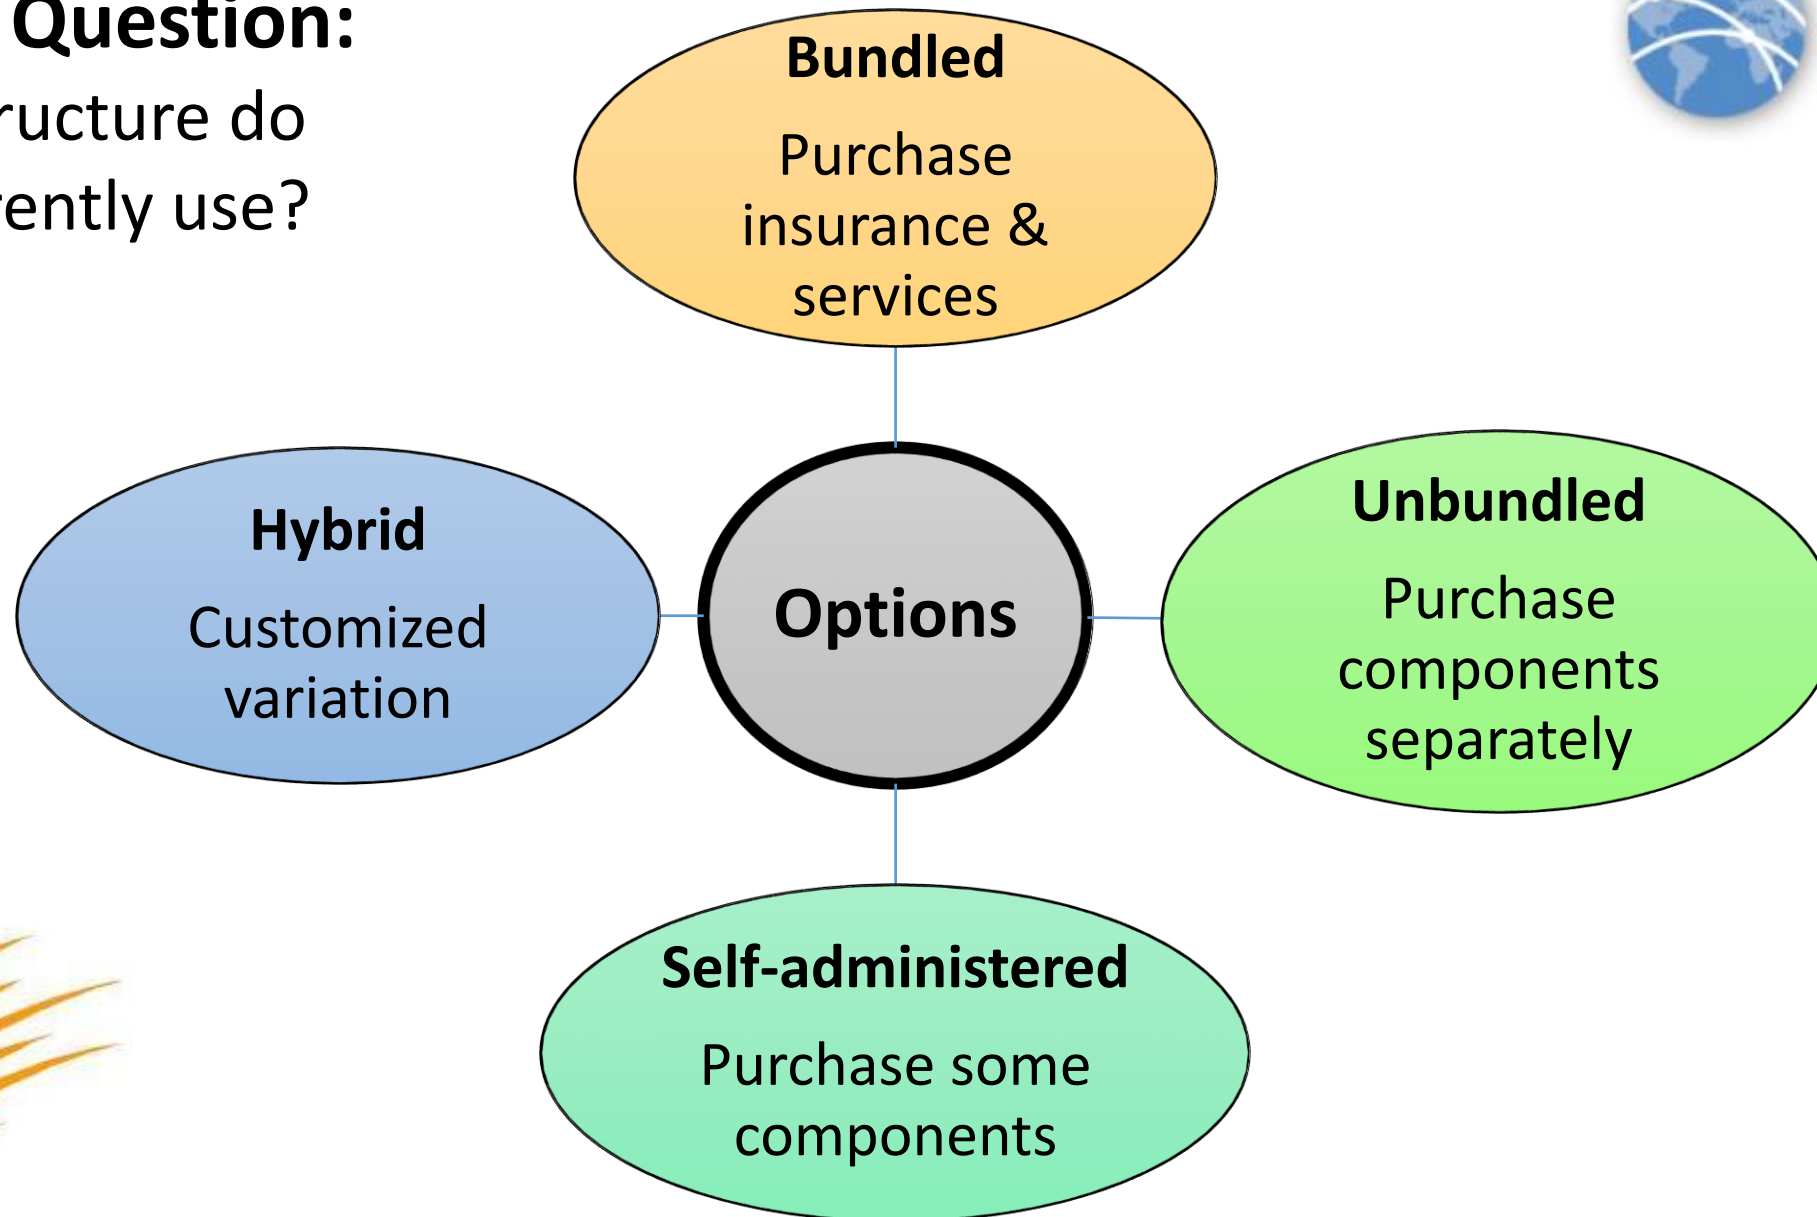 Question:
ructure do
rently use?
Bundled
Purchase
insurance &
services
Hybrid
Customized
variation
Options
Unbundled
Purchase
components
separately
Self-administered
Purchase some
components